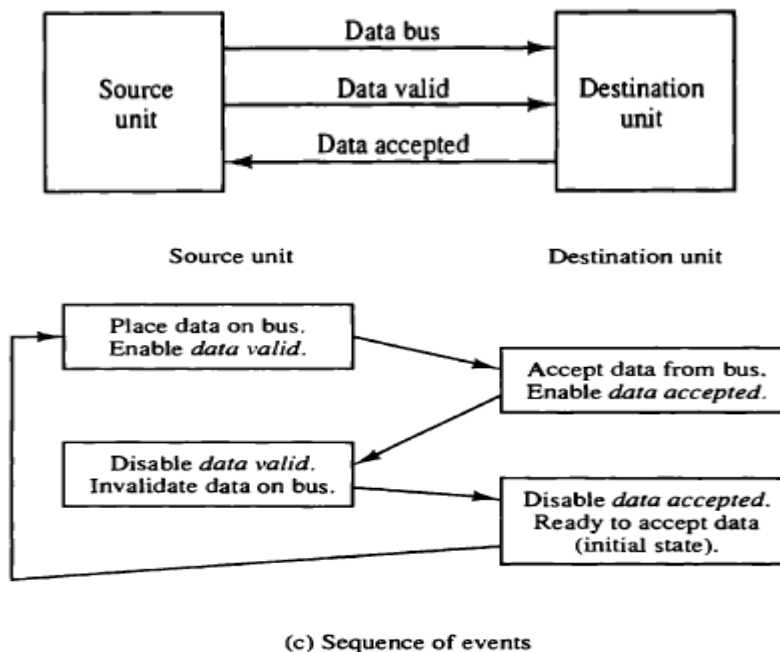 Data bus
Source
unit
Data valid
Destination
unit
Data accepted
Source unit
Destination unit
Place data on bus.
Enable data valid.
Accept data from bus.
Enable data accepted.
Disable data valid.
Invalidate data on bus.
Disable data accepted.
Ready to accept data
(initial state).
(c) Sequence of events